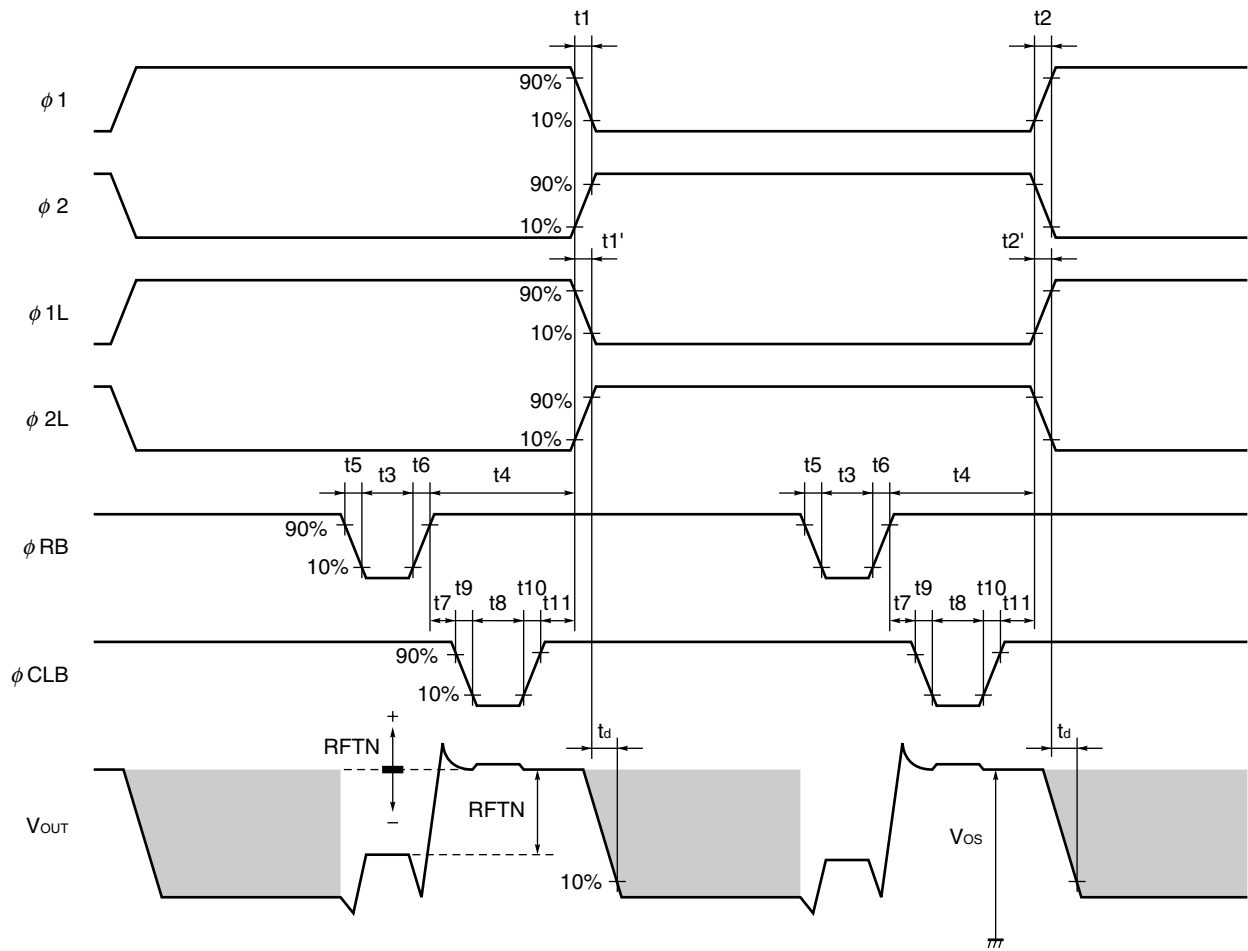 t1 t2
90% 10%
ϕ1
90% 10%
ϕ2
t1' t2'
90% 10%
ϕ1L
90% 10%
ϕ2L
t5 t3 t6 t4 t5 t3 t6 t4
90% 10%
ϕRB
t7 t9 t8 t10 t11 t7 t9 t8 t10 t11
90% 10%
ϕCLB
+
RFTN
−
RFTN
td td
VOUT
VOS
10%